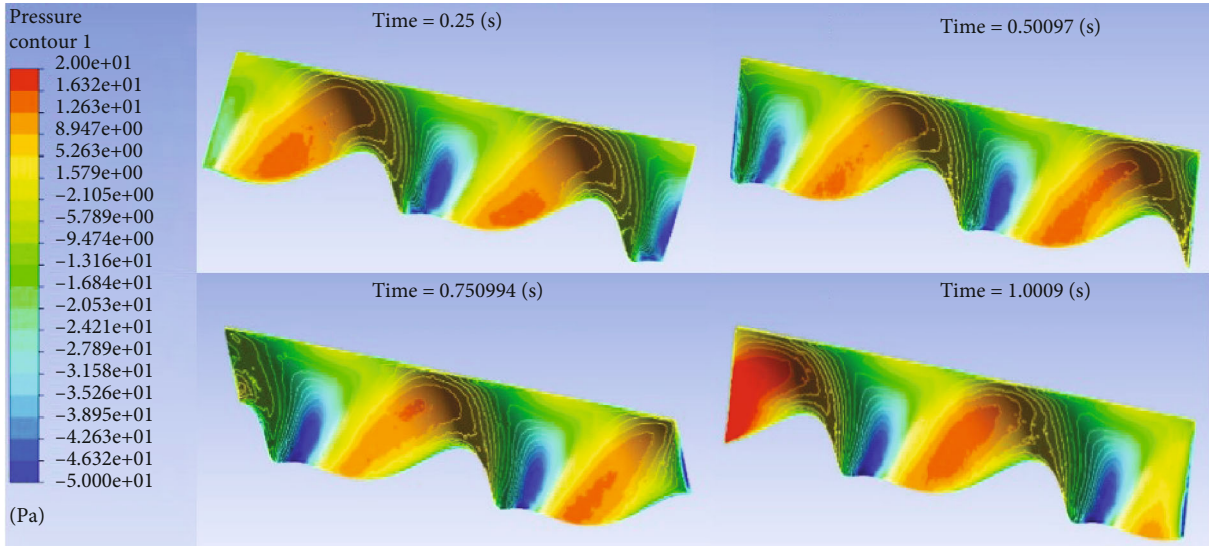 Pressure
contour 1
2.00e+01
1.632e+01
1.263e+01
8.947e+00
5.263e+00
1.579e+00
−2.105e+00
−5.789e+00
−9.474e+00
−1.316e+01
−1.684e+01
−2.053e+01
−2.421e+01
−2.789e+01
−3.158e+01
−3.526e+01
−3.895e+01
−4.263e+01
−4.632e+01
−5.000e+01
(Pa)
Time = 0.25 (s)
Time = 0.50097 (s)
Time = 0.750994 (s)
Time = 1.0009 (s)